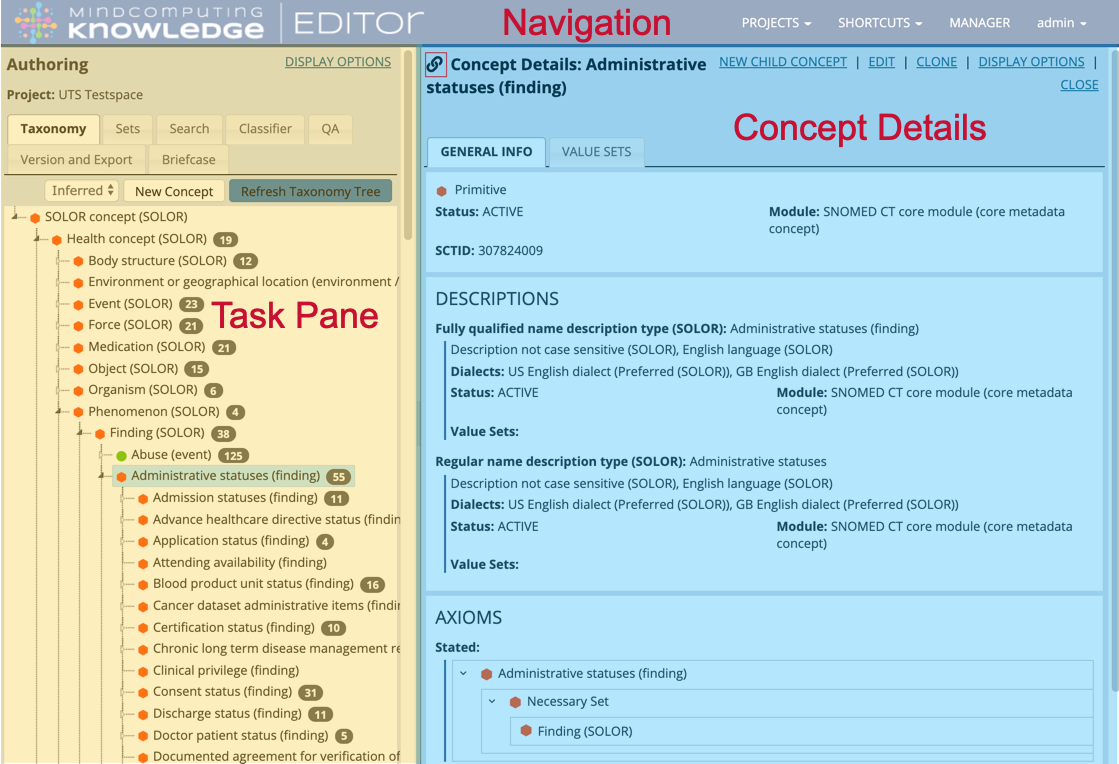 MINDCOMPUTING
KNOWLEDGE
EDITOR
Navigation
PROJECTS
SHORTCUTS
MANAGER
admin
Authoring
DISPLAY OPTIONS
Project: UTS Testspace
Taxonomy
Sets
Search
Classifier
QA
Version and Export
Briefcase
Inferred
New Concept
Refresh Taxonomy Tree
SOLOR concept (SOLOR)
Health concept (SOLOR) 19
Body structure (SOLOR) 12
Environment or geographical location (environment /
Event (SOLOR) 23
Force (SOLOR) 21
Task Pane
Medication (SOLOR) 21
Object (SOLOR) 15
Organism (SOLOR) 6
Phenomenon (SOLOR) 4
Finding (SOLOR) 38
Abuse (event) 125
Administrative statuses (finding) 55
Admission statuses (finding) 11
Advance healthcare directive status (findin
Application status (finding) 4
Attending availability (finding)
Blood product unit status (finding) 16
Cancer dataset administrative items (findin
Certification status (finding) 10
Chronic long term disease management re
Clinical privilege (finding)
Consent status (finding) 31
Discharge status (finding) 11
Doctor patient status (finding) 5
Documented agreement for verification of
Concept Details: Administrative
statuses (finding)
NEW CHILD CONCEPT | EDIT | CLONE | DISPLAY OPTIONS |
CLOSE
Concept Details
GENERAL INFO
VALUE SETS
Primitive
Status: ACTIVE
Module: SNOMED CT core module (core metadata
concept)
SCTID: 307824009
DESCRIPTIONS
Fully qualified name description type (SOLOR): Administrative statuses (finding)
Description not case sensitive (SOLOR), English language (SOLOR)
Dialects: US English dialect (Preferred (SOLOR)), GB English dialect (Preferred (SOLOR))
Status: ACTIVE
Module: SNOMED CT core module (core metadata
concept)
Value Sets:
Regular name description type (SOLOR): Administrative statuses
Description not case sensitive (SOLOR), English language (SOLOR)
Dialects: US English dialect (Preferred (SOLOR)), GB English dialect (Preferred (SOLOR))
Status: ACTIVE
Module: SNOMED CT core module (core metadata
concept)
Value Sets:
AXIOMS
Stated:
Administrative statuses (finding)
Necessary Set
Finding (SOLOR)